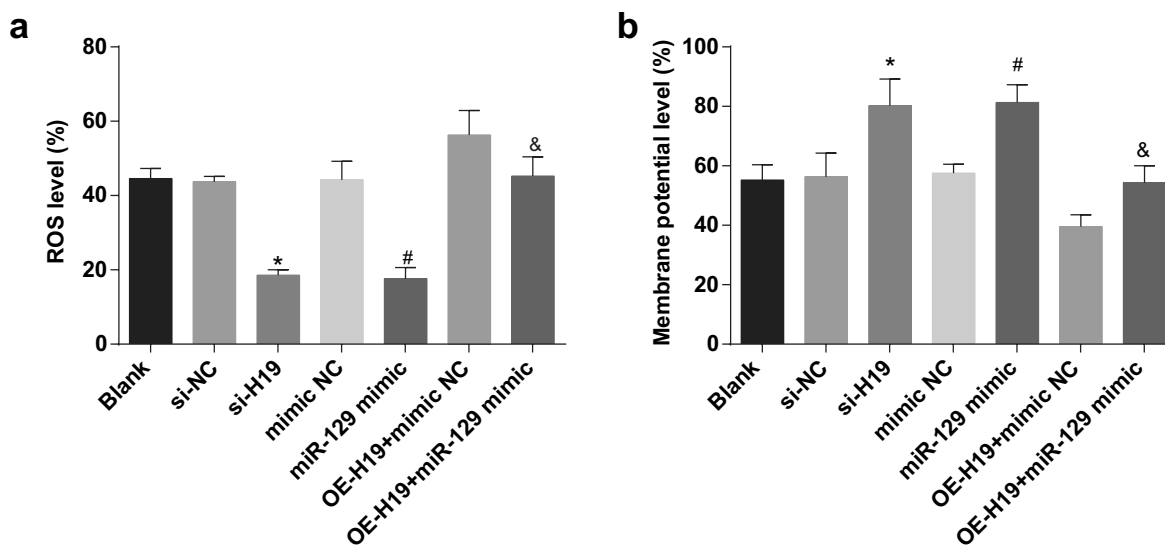 a
ROS level (%)
80
60
40
20
0
*
#
&
Blank
si-NC
si-H19
mimic NC
miR-129 mimic
OE-H19+mimic NC
OE-H19+miR-129 mimic
b
Membrane potential level (%)
100
80
60
40
20
0
*
#
&
Blank
si-NC
si-H19
mimic NC
miR-129 mimic
OE-H19+mimic NC
OE-H19+miR-129 mimic